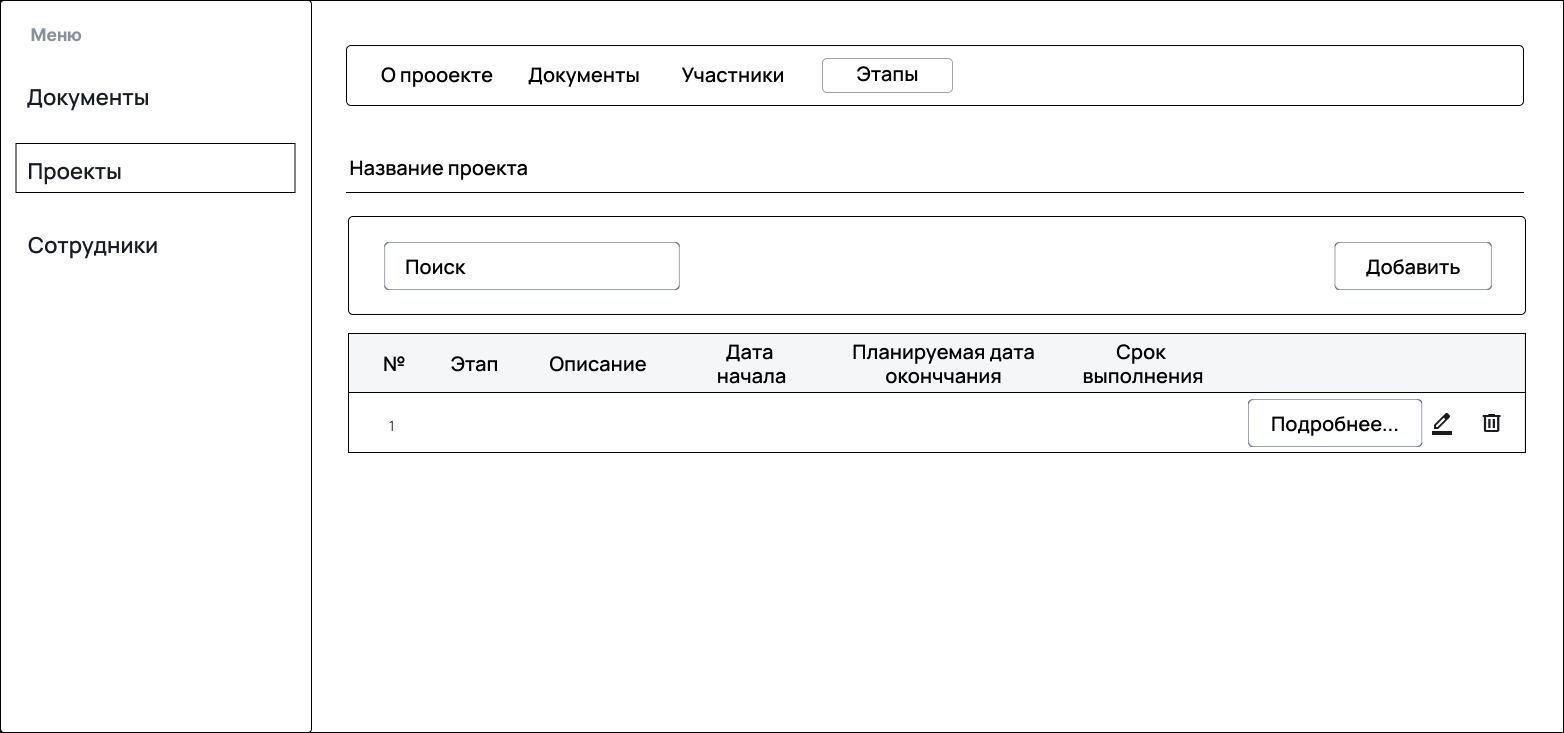 Меню
Документы
Проекты
Сотрудники
О прооекте Документы Участники Этапы
Название проекта
Поиск Добавить
№ Этап Описание Дата начала Планируемая дата оконччания Срок выполнения
1 Подробнее...